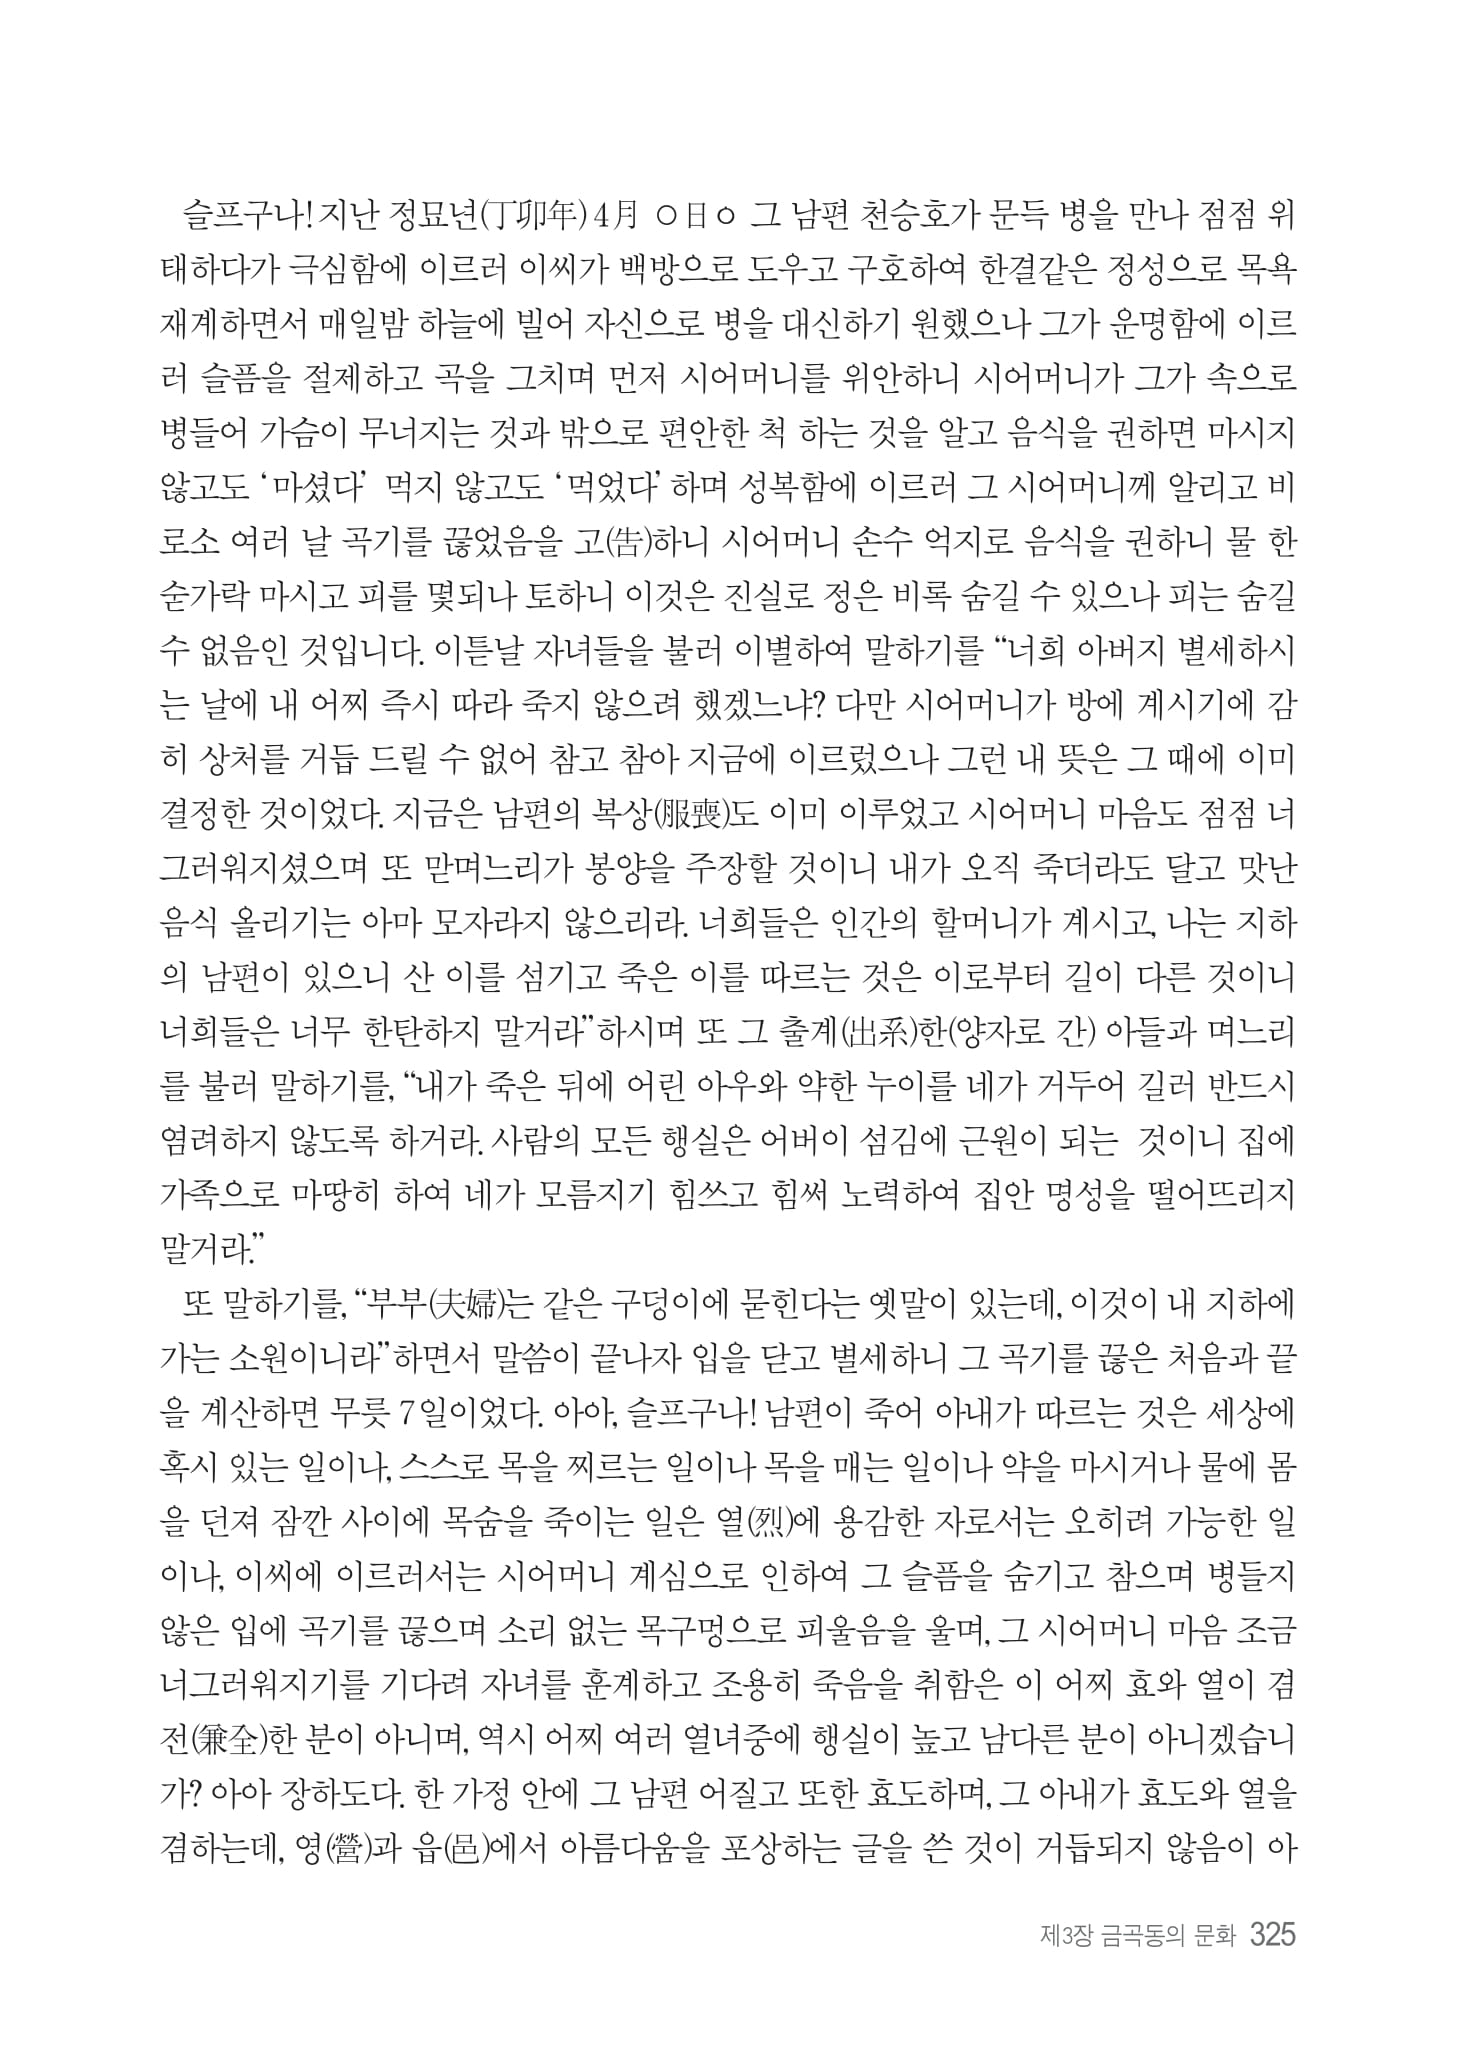 슬프구나! 지난 정묘년(丁卯年) 4月 ○日ㅇ 그 남편 천승호가 문득 병을 만나 점점 위
태하다가 극심함에 이르러 이씨가 백방으로 도우고 구호하여 한결같은 정성으로 목욕
재계하면서 매일밤 하늘에 빌어 자신으로 병을 대신하기 원했으나 그가 운명함에 이르
러 슬픔을 절제하고 곡을 그치며 먼저 시어머니를 위안하니 시어머니가 그가 속으로
병들어 가슴이 무너지는 것과 밖으로 편안한 척 하는 것을 알고 음식을 권하면 마시지
않고도 ‘마셨다’ 먹지 않고도 ‘먹었다’ 하며 성복함에 이르러 그 시어머니께 알리고 비
로소 여러 날 곡기를 끊었음을 고(告)하니 시어머니 손수 억지로 음식을 권하니 물 한
숟가락 마시고 피를 몇되나 토하니 이것은 진실로 정은 비록 숨길 수 있으나 피는 숨길
수 없음인 것입니다. 이튿날 자녀들을 불러 이별하여 말하기를 “너희 아버지 별세하시
는 날에 내 어찌 즉시 따라 죽지 않으려 했겠느냐? 다만 시어머니가 방에 계시기에 감
히 상처를 거듭 드릴 수 없어 참고 참아 지금에 이르렀으나 그런 내 뜻은 그 때에 이미
결정한 것이었다. 지금은 남편의 복상(服喪)도 이미 이루었고 시어머니 마음도 점점 너
그러워지셨으며 또 맏며느리가 봉양을 주장할 것이니 내가 오직 죽더라도 달고 맛난
음식 올리기는 아마 모자라지 않으리라. 너희들은 인간의 할머니가 계시고, 나는 지하
의 남편이 있으니 산 이를 섬기고 죽은 이를 따르는 것은 이로부터 길이 다른 것이니
너희들은 너무 한탄하지 말거라”하시며 또 그 출계(出系)한(양자로 간) 아들과 며느리
를 불러 말하기를, “내가 죽은 뒤에 어린 아우와 약한 누이를 네가 거두어 길러 반드시
염려하지 않도록 하거라. 사람의 모든 행실은 어버이 섬김에 근원이 되는  것이니 집에
가족으로 마땅히 하여 네가 모름지기 힘쓰고 힘써 노력하여 집안 명성을 떨어뜨리지
말거라.”
또 말하기를, “부부(夫婦)는 같은 구덩이에 묻힌다는 옛말이 있는데, 이것이 내 지하에
가는 소원이니라”하면서 말씀이 끝나자 입을 닫고 별세하니 그 곡기를 끊은 처음과 끝
을 계산하면 무릇 7일이었다. 아아, 슬프구나! 남편이 죽어 아내가 따르는 것은 세상에
혹시 있는 일이나, 스스로 목을 찌르는 일이나 목을 매는 일이나 약을 마시거나 물에 몸
을 던져 잠깐 사이에 목숨을 죽이는 일은 열(烈)에 용감한 자로서는 오히려 가능한 일
이나, 이씨에 이르러서는 시어머니 계심으로 인하여 그 슬픔을 숨기고 참으며 병들지
않은 입에 곡기를 끊으며 소리 없는 목구멍으로 피울음을 울며, 그 시어머니 마음 조금
너그러워지기를 기다려 자녀를 훈계하고 조용히 죽음을 취함은 이 어찌 효와 열이 겸
전(兼全)한 분이 아니며, 역시 어찌 여러 열녀중에 행실이 높고 남다른 분이 아니겠습니
가? 아아 장하도다. 한 가정 안에 그 남편 어질고 또한 효도하며, 그 아내가 효도와 열을
겸하는데, 영(營)과 읍(邑)에서 아름다움을 포상하는 글을 쓴 것이 거듭되지 않음이 아
제3장 금곡동의 문화 325